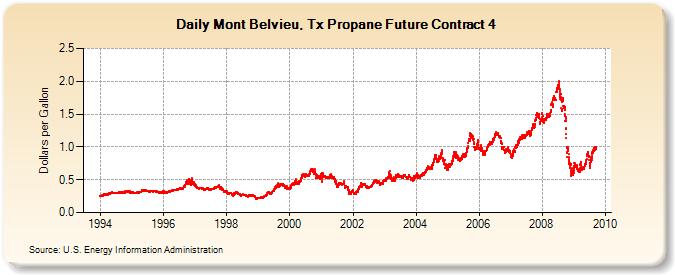 Daily Mont Belvieu, Tx Propane Future Contract 4
Dollars per Gallon
2.5
2.0
1.5
1.0
0.5
0.0
1994 1996 1998 2000 2002 2004 2006 2008 2010
Source: U.S. Energy Information Administration